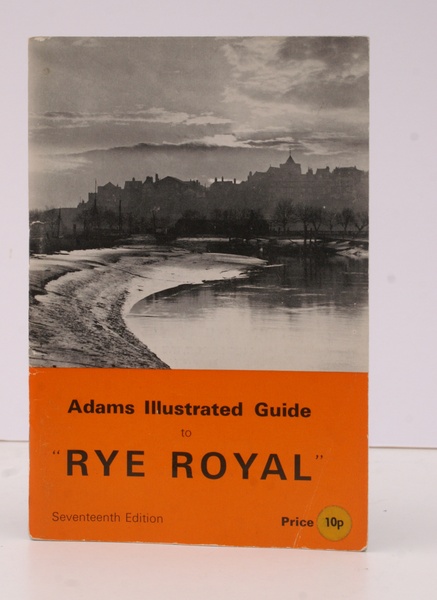 Adams Illustrated Guide
to
"RYE ROYAL"
Seventeenth Edition
Price 10p